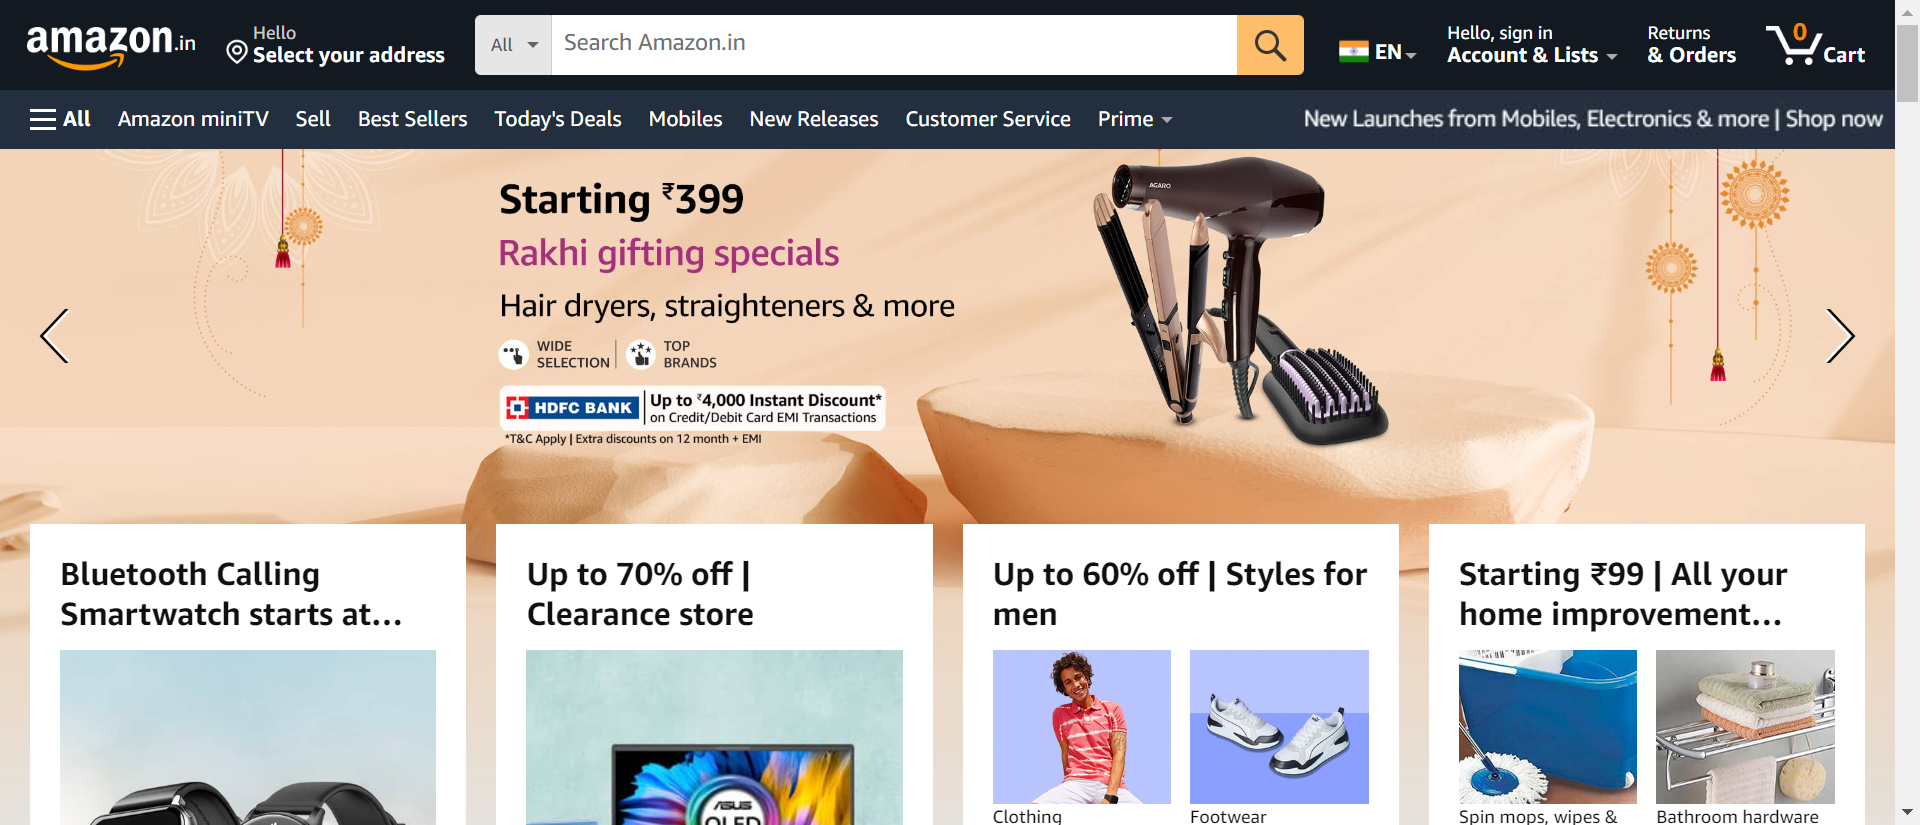 amazon.in
Hello
Select your address
All
Search Amazon.in
EN
Hello, sign in
Account & Lists
Returns
& Orders
0
Cart
All
Amazon miniTV
Sell
Best Sellers
Today's Deals
Mobiles
New Releases
Customer Service
Prime
New Launches from Mobiles, Electronics & more | Shop now
Starting ₹399
Rakhi gifting specials
Hair dryers, straighteners & more
WIDE
SELECTION
TOP
BRANDS
HDFC BANK
Up to ₹4,000 Instant Discount*
on Credit/Debit Card EMI Transactions
*T&C Apply | Extra discounts on 12 month + EMI
AGARO
Bluetooth Calling
Smartwatch starts at...
Up to 70% off |
Clearance store
ASUS
OLED
Up to 60% off | Styles for
men
Clothing
Footwear
Starting ₹99 | All your
home improvement...
Spin mops, wipes &
Bathroom hardware